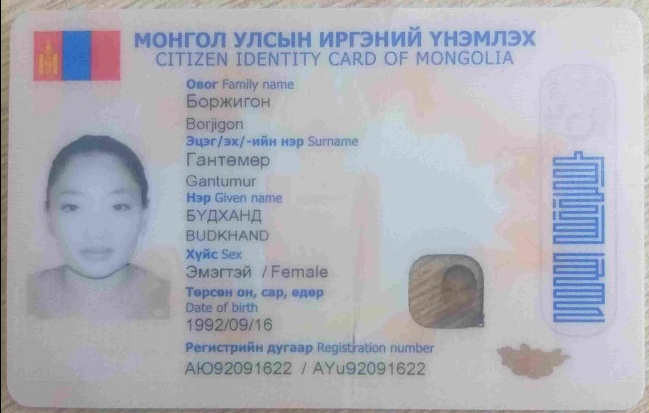 МОНГОЛ УЛСЫН ИРГЭНИЙ ҮНЭМЛЭХ
CITIZEN IDENTITY CARD OF MONGOLIA
Овог Family name
Боржигон
Borjigon
Эцэг/эх/-ийн нэр Surname
Гантөмөр
Gantumur
Нэр Given name
БУДХАНД
BUDKHAND
Хүйс Sex
Эмэгтэй / Female
Төрсөн он, сар, өдөр
Date of birth
1992/09/16
Регистрийн дугаар Registration number
АЮ92091622 / AYu92091622